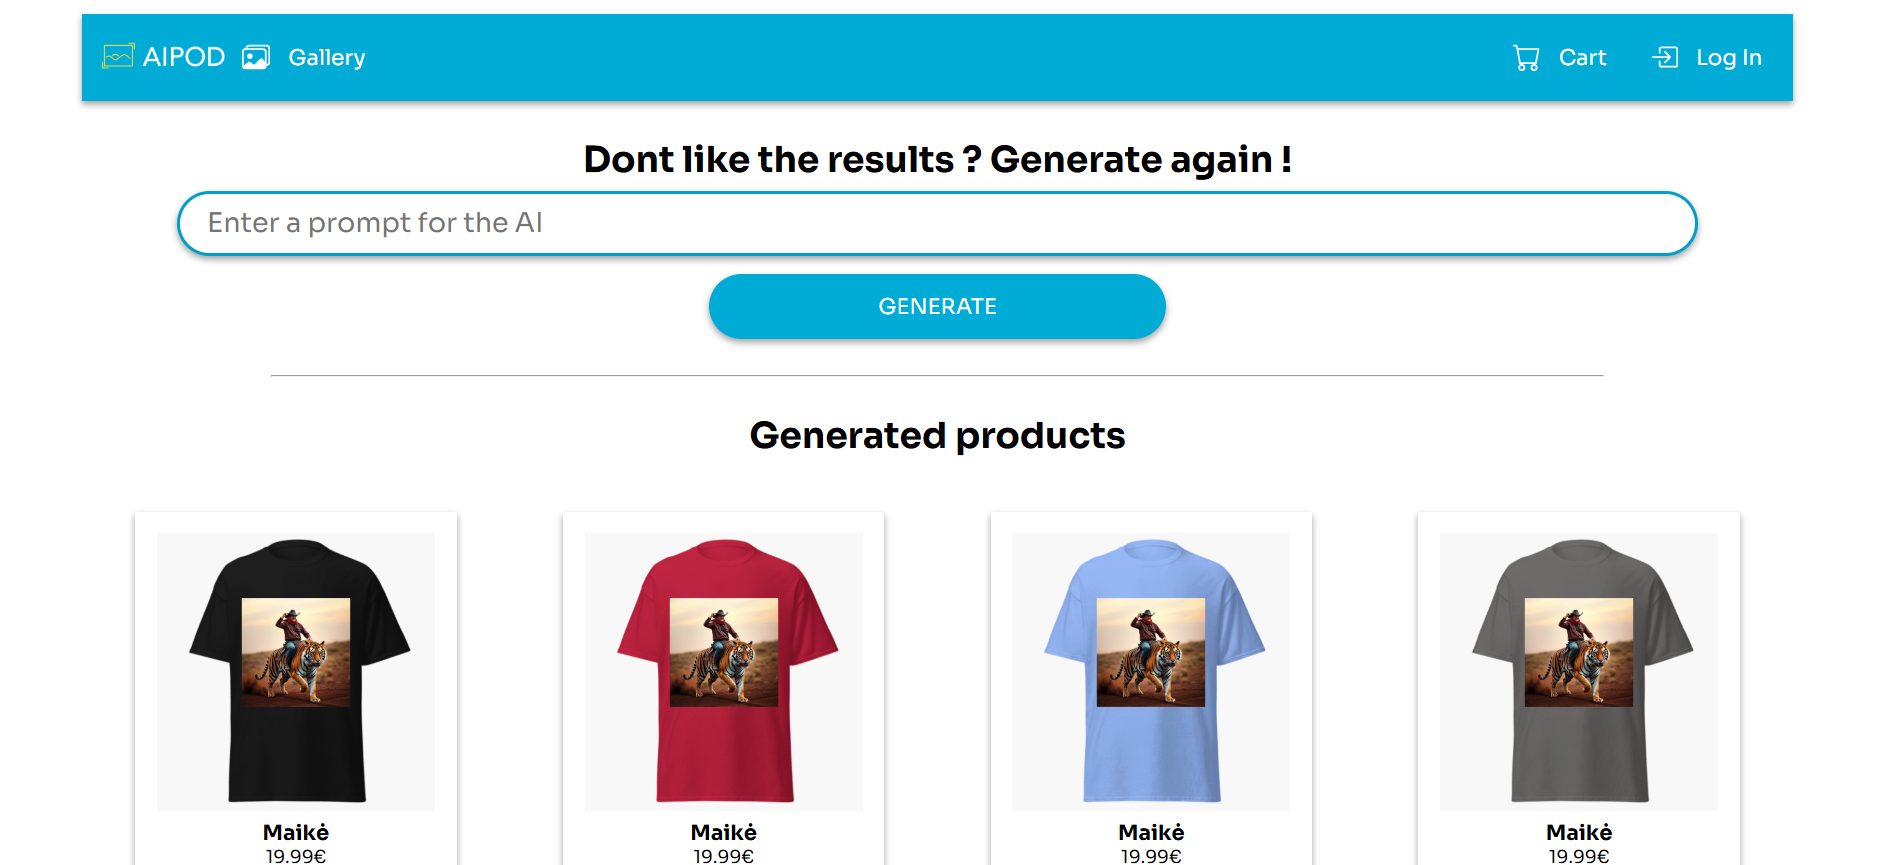 AIPOD Gallery Cart Log In
Dont like the results ? Generate again !
Enter a prompt for the AI
GENERATE
Generated products
Maikė Maikė Maikė Maikė
19.99€ 19.99€ 19.99€ 19.99€